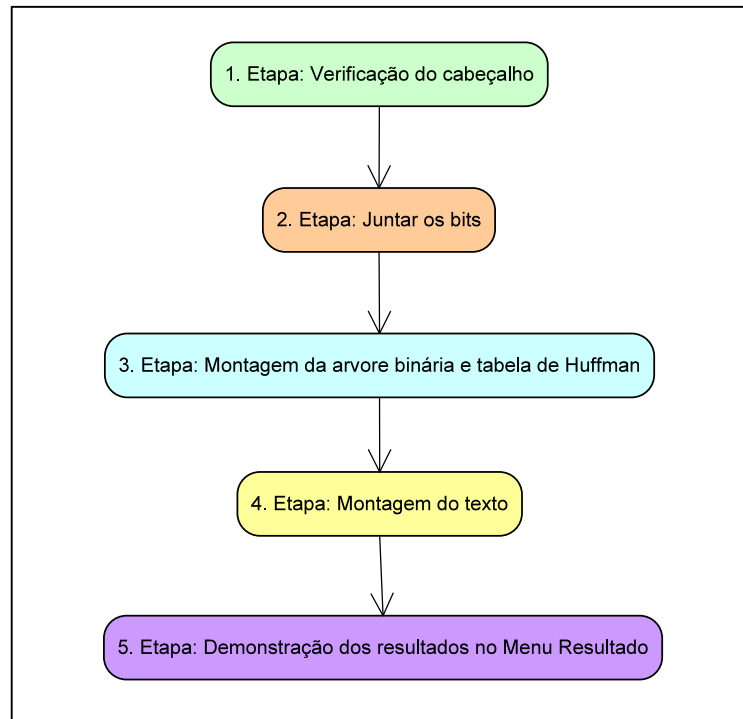 1. Etapa: Verificação do cabeçalho
2. Etapa: Juntar os bits
3. Etapa: Montagem da arvore binária e tabela de Huffman
4. Etapa: Montagem do texto
5. Etapa: Demonstração dos resultados no Menu Resultado